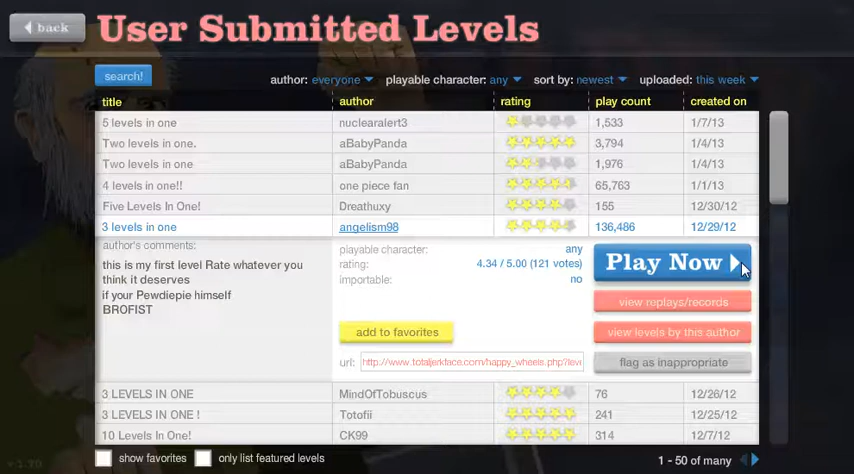 back
User Submitted Levels
search!
author: everyone playable character: any sort by: newest uploaded: this week
title author rating play count created on
5 levels in one nuclearalert3 1,533 1/7/13
Two levels in one. aBabyPanda 3,794 1/4/13
Two levels in one aBabyPanda 1,976 1/4/13
4 levels in one!! one piece fan 65,763 1/1/13
Five Levels In One! Dreathuxy 155 12/30/12
3 levels in one angelism98 136,486 12/29/12
author's comments:
this is my first level Rate whatever you
think it deserves
if your Pewdiepie himself
BROFIST
playable character: any
rating: 4.34 / 5.00 (121 votes)
importable: no
add to favorites
url: http://www.totaljerkface.com/happy_wheels.php?leve
Play Now
view replays/records
view levels by this author
flag as inappropriate
3 LEVELS IN ONE MindOfTobuscus 76 12/26/12
3 LEVELS IN ONE ! Totofii 241 12/25/12
10 Levels In One! CK99 314 12/7/12
show favorites only list featured levels 1 - 50 of many